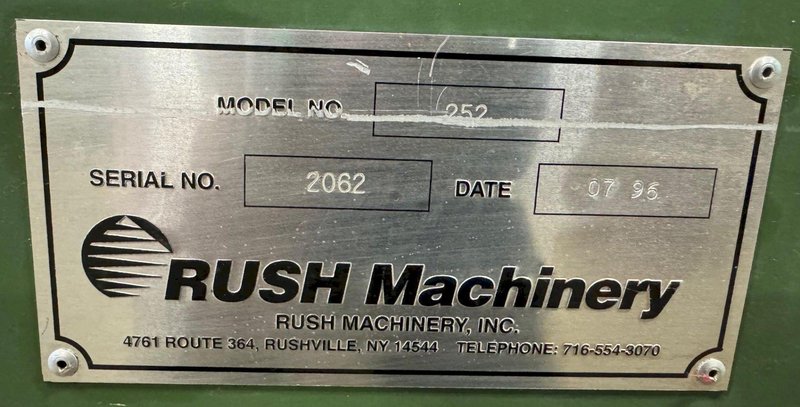 MODEL NO. 252
SERIAL NO. 2062 DATE 07 96
RUSH Machinery
RUSH MACHINERY, INC.
4761 ROUTE 364, RUSHVILLE, NY 14544 TELEPHONE: 716-554-3070